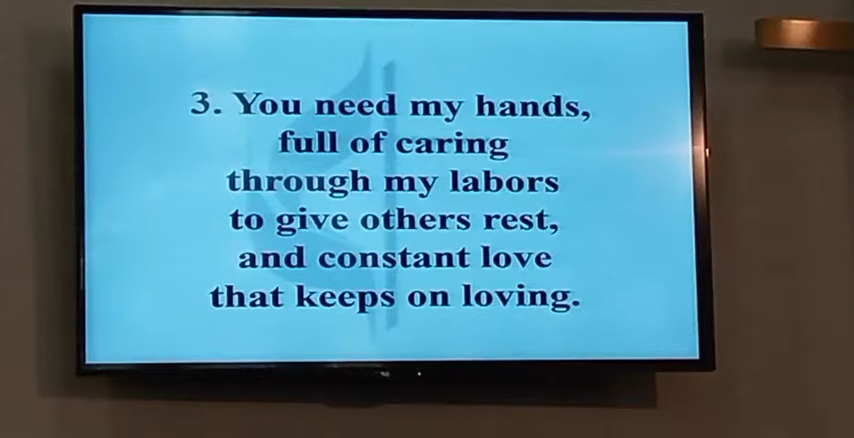 3. You need my hands,
full of caring
through my labors
to give others rest,
and constant love
that keeps on loving.